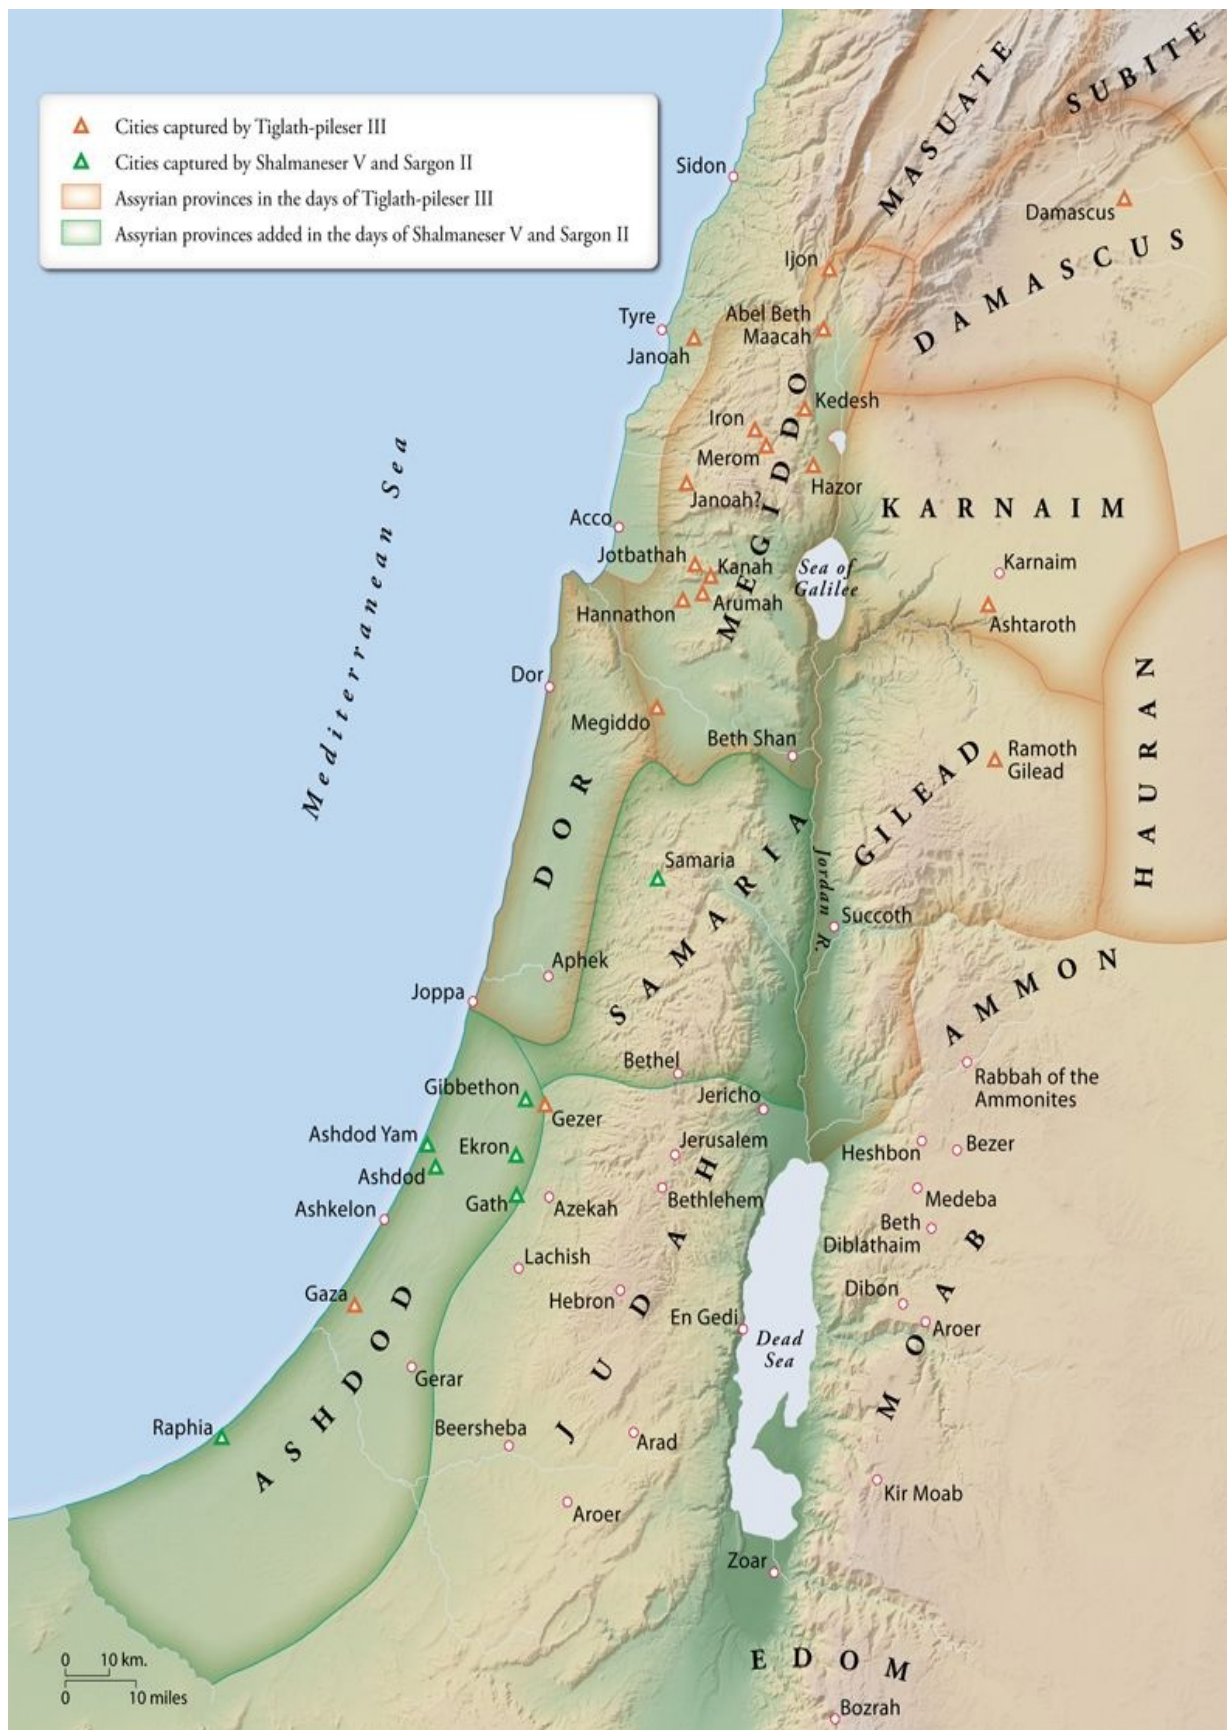 Cities captured by Tiglath-pileser III
Cities captured by Shalmaneser V and Sargon II
Assyrian provinces in the days of Tiglath-pileser III
Assyrian provinces added in the days of Shalmaneser V and Sargon II
MASUATE
SUBITE
Sidon
Damascus
DAMASCUS
Ijon
Tyre
Abel Beth
Maacah
Janoah
Kedesh
Iron
Merom
Hazor
Janoah?
MEGIDDO
KARNAIM
Mediterranean Sea
Acco
Jotbathah
Kanah
Sea of
Galilee
Karnaim
Hannathon
Arumah
Ashtaroth
Dor
Megiddo
Beth Shan
Ramoth
Gilead
GILEAD
HAURAN
DOR
Samaria
SAMARIA
Jordan R.
Succoth
Aphek
Joppa
AMMON
Bethel
Rabbah of the
Ammonites
Gibbethon
Gezer
Jericho
Ashdod Yam
Ekron
Jerusalem
Heshbon
Bezer
Ashdod
Gath
Azekah
Bethlehem
Medeba
Ashkelon
Beth
Diblathaim
Lachish
Gaza
Hebron
En Gedi
Dibon
Aroer
Dead
Sea
JUDAH
MOAB
ASHDOD
Gerar
Raphia
Beersheba
Arad
Kir Moab
Aroer
Zoar
EDOM
Bozrah
0 10 km.
0 10 miles